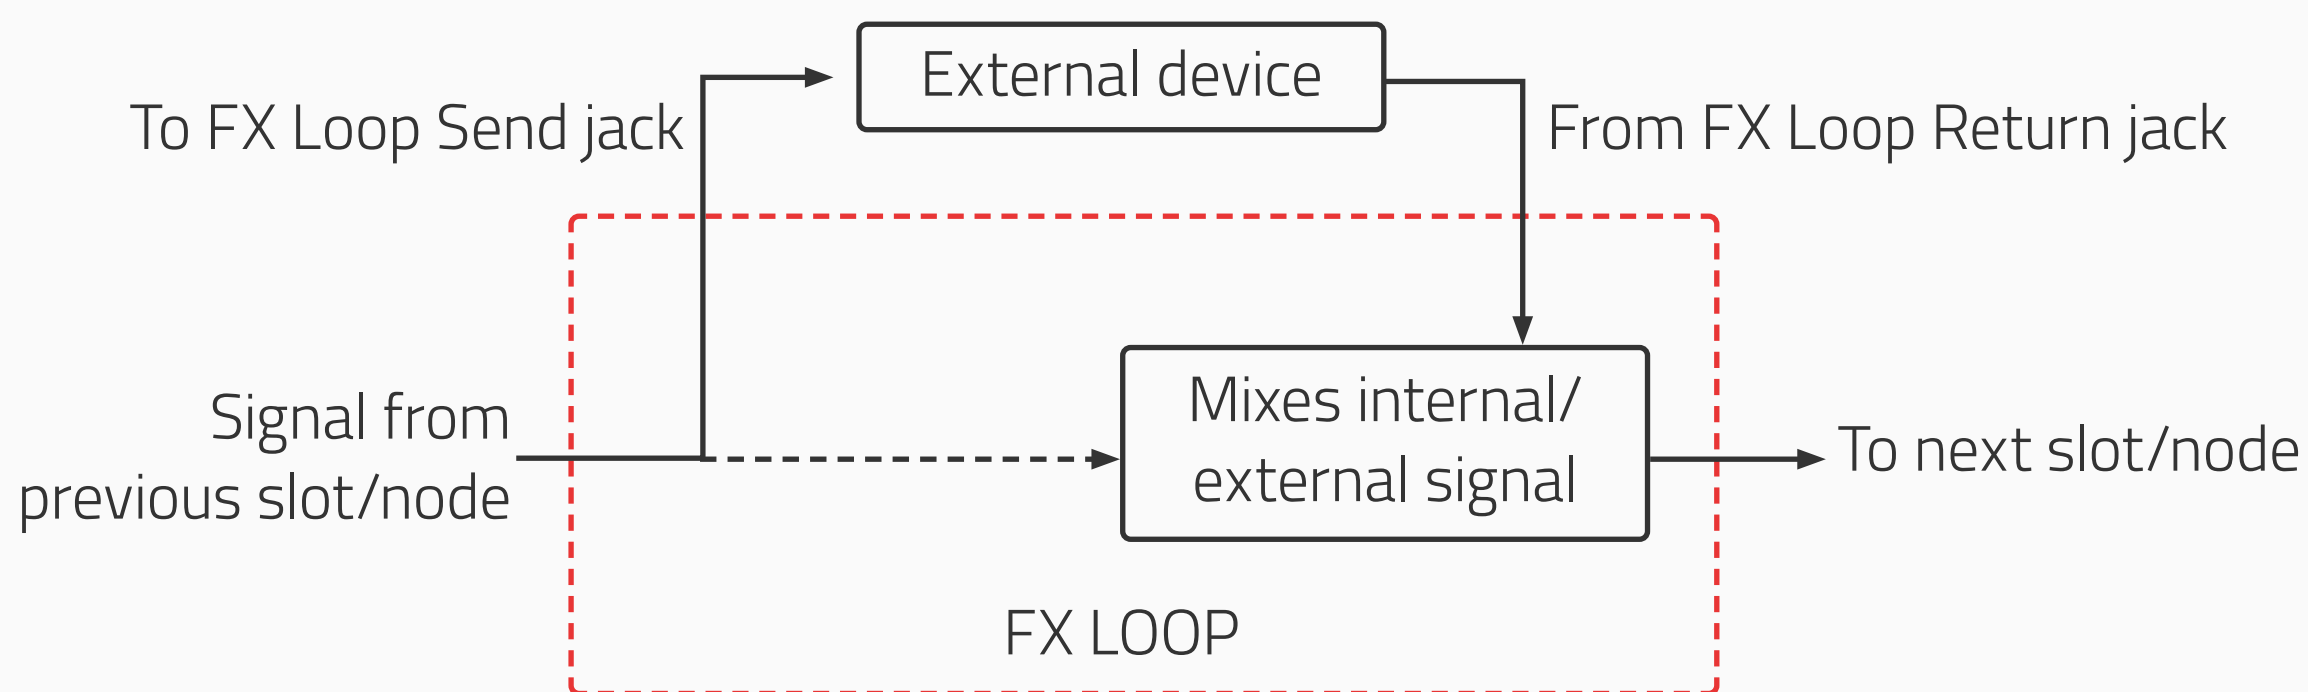 External device
To FX Loop Send jack
From FX Loop Return jack
Signal from
previous slot/node
Mixes internal/
external signal
To next slot/node
FX LOOP